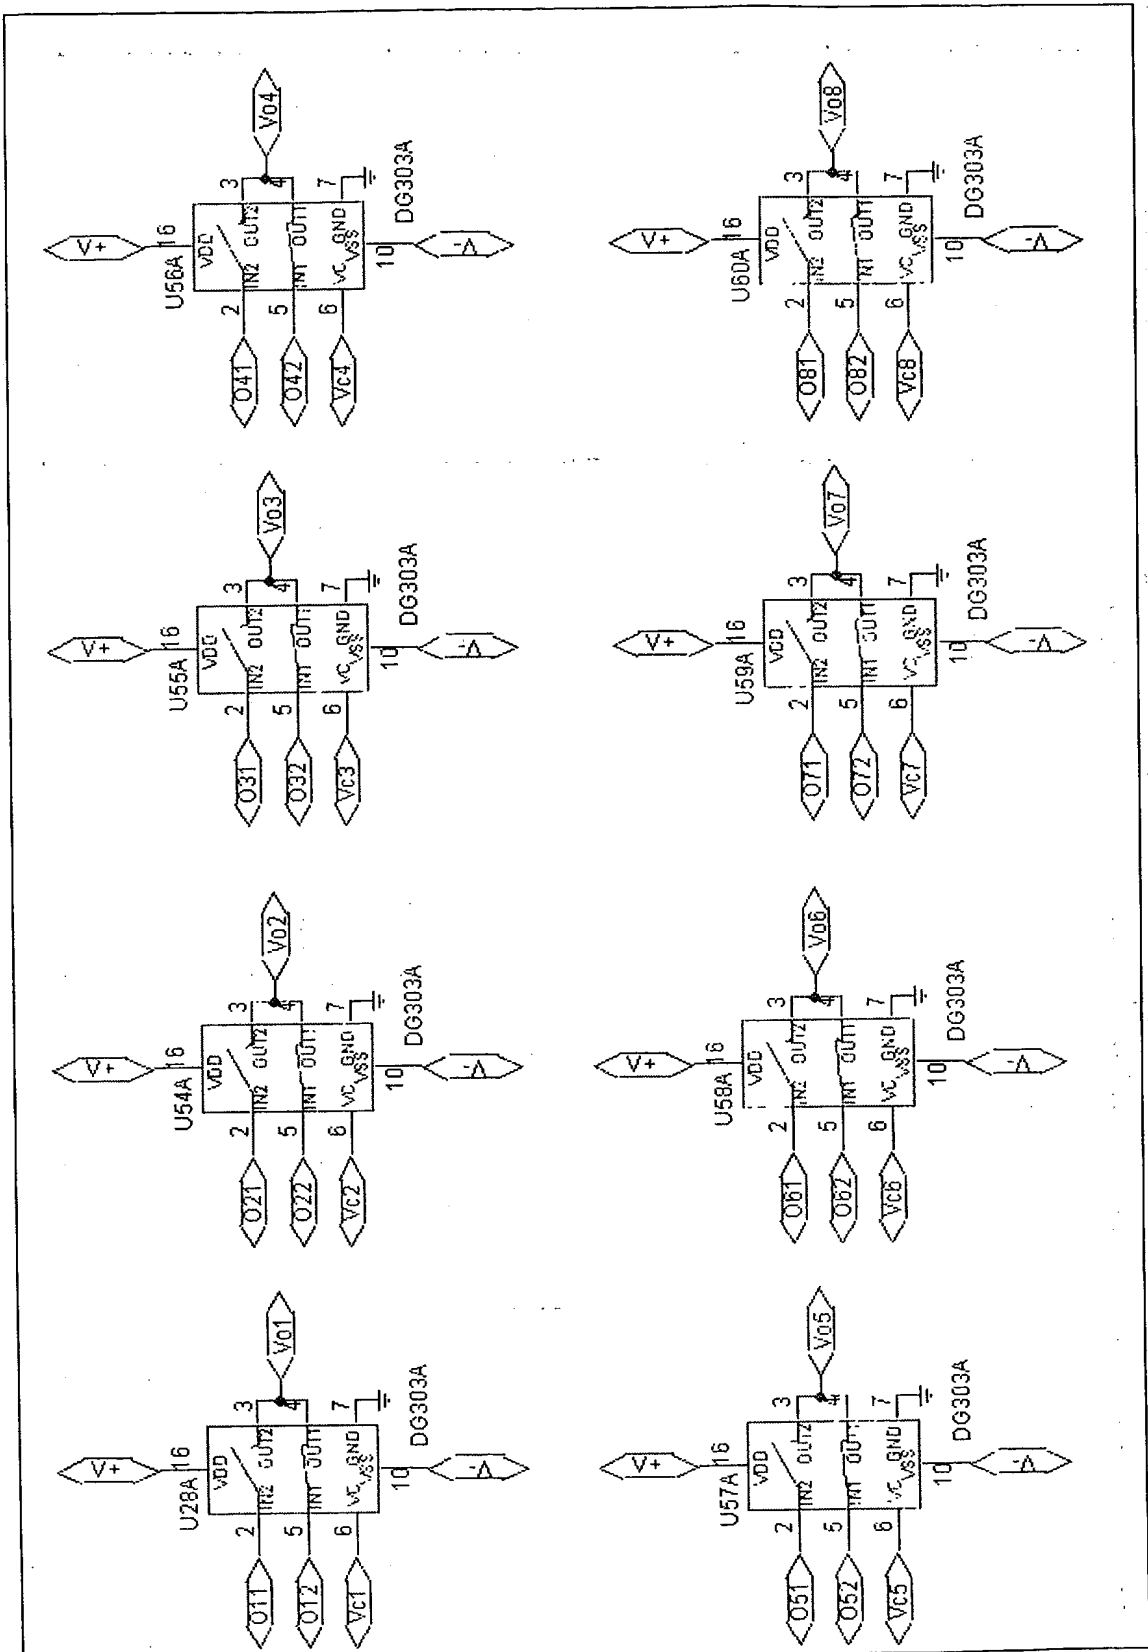 V+
16
U28A
VDD
O11
2
IN2
OUT2
3
O12
5
IN1
OUT1
4
Vo1
Vc1
6
VC
GND
7
VSS
10
DG303A
V-
V+
16
U54A
VDD
O21
2
IN2
OUT2
3
O22
5
IN1
OUT1
4
Vo2
Vc2
6
VC
GND
7
VSS
10
DG303A
V-
V+
16
U55A
VDD
O31
2
IN2
OUT2
3
O32
5
IN1
OUT1
4
Vo3
Vc3
6
VC
GND
7
VSS
10
DG303A
V-
V+
16
U56A
VDD
O41
2
IN2
OUT2
3
O42
5
IN1
OUT1
4
Vo4
Vc4
6
VC
GND
7
VSS
10
DG303A
V-
V+
16
U57A
VDD
O51
2
IN2
OUT2
3
O52
5
IN1
OUT1
4
Vo5
Vc5
6
VC
GND
7
VSS
10
DG303A
V-
V+
16
U58A
VDD
O61
2
IN2
OUT2
3
O62
5
IN1
OUT1
4
Vo6
Vc6
6
VC
GND
7
VSS
10
DG303A
V-
V+
16
U59A
VDD
O71
2
IN2
OUT2
3
O72
5
IN1
OUT1
4
Vo7
Vc7
6
VC
GND
7
VSS
10
DG303A
V-
V+
16
U60A
VDD
O81
2
IN2
OUT2
3
O82
5
IN1
OUT1
4
Vo8
Vc8
6
VC
GND
7
VSS
10
DG303A
V-